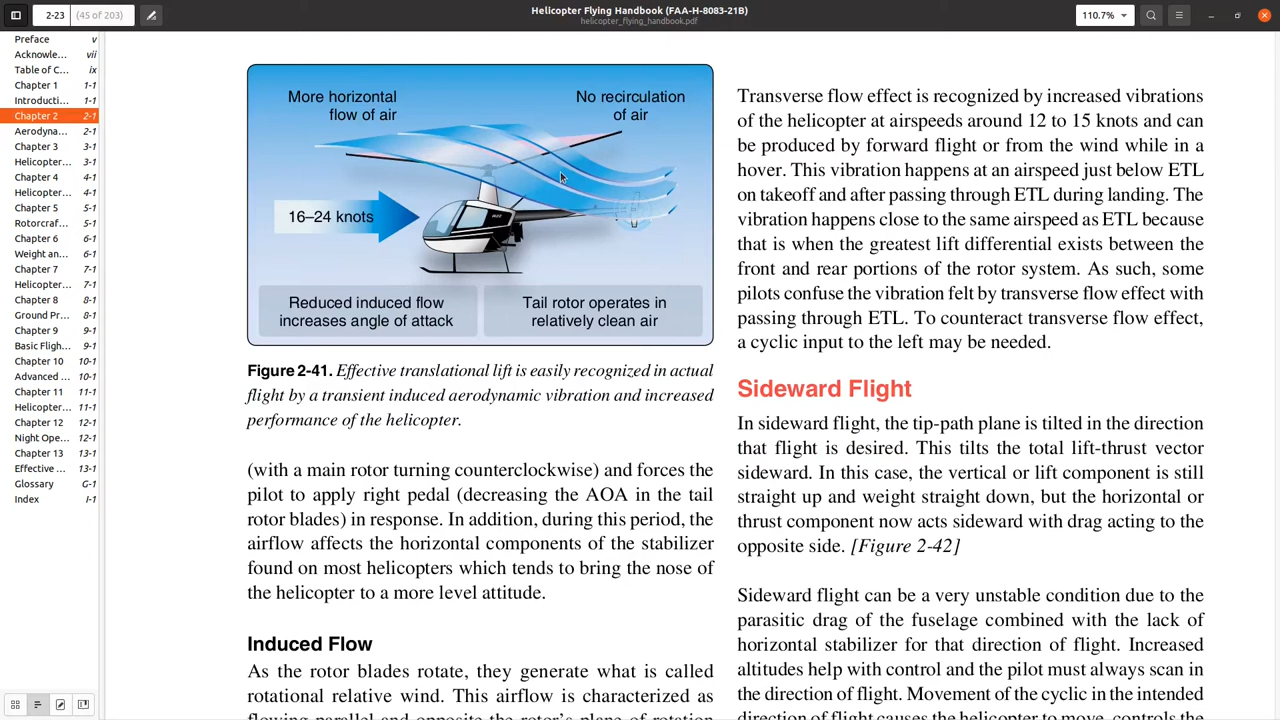 Helicopter Flying Handbook (FAA-H-8083-21B)
helicopter_flying_handbook.pdf
2-23 (45 of 203)
110.7%
Preface v
Acknowle... vii
Table of C... ix
Chapter 1 1-1
Introducti... 1-1
Chapter 2 2-1
Aerodyna... 2-1
Chapter 3 3-1
Helicopter... 3-1
Chapter 4 4-1
Helicopter... 4-1
Chapter 5 5-1
Rotorcraf... 5-1
Chapter 6 6-1
Weight an... 6-1
Chapter 7 7-1
Helicopter... 7-1
Chapter 8 8-1
Ground Pr... 8-1
Chapter 9 9-1
Basic Fligh... 9-1
Chapter 10 10-1
Advanced ... 10-1
Chapter 11 11-1
Helicopter... 11-1
Chapter 12 12-1
Night Ope... 12-1
Chapter 13 13-1
Effective ... 13-1
Glossary G-1
Index I-1
More horizontal
flow of air
No recirculation
of air
16–24 knots
Reduced induced flow
increases angle of attack
Tail rotor operates in
relatively clean air
Figure 2-41. Effective translational lift is easily recognized in actual
flight by a transient induced aerodynamic vibration and increased
performance of the helicopter.
(with a main rotor turning counterclockwise) and forces the
pilot to apply right pedal (decreasing the AOA in the tail
rotor blades) in response. In addition, during this period, the
airflow affects the horizontal components of the stabilizer
found on most helicopters which tends to bring the nose of
the helicopter to a more level attitude.
Induced Flow
As the rotor blades rotate, they generate what is called
rotational relative wind. This airflow is characterized as
flowing parallel and opposite the rotor's plane of rotation
Transverse flow effect is recognized by increased vibrations
of the helicopter at airspeeds around 12 to 15 knots and can
be produced by forward flight or from the wind while in a
hover. This vibration happens at an airspeed just below ETL
on takeoff and after passing through ETL during landing. The
vibration happens close to the same airspeed as ETL because
that is when the greatest lift differential exists between the
front and rear portions of the rotor system. As such, some
pilots confuse the vibration felt by transverse flow effect with
passing through ETL. To counteract transverse flow effect,
a cyclic input to the left may be needed.
Sideward Flight
In sideward flight, the tip-path plane is tilted in the direction
that flight is desired. This tilts the total lift-thrust vector
sideward. In this case, the vertical or lift component is still
straight up and weight straight down, but the horizontal or
thrust component now acts sideward with drag acting to the
opposite side. [Figure 2-42]
Sideward flight can be a very unstable condition due to the
parasitic drag of the fuselage combined with the lack of
horizontal stabilizer for that direction of flight. Increased
altitudes help with control and the pilot must always scan in
the direction of flight. Movement of the cyclic in the intended
direction of flight causes the helicopter to move, controls the